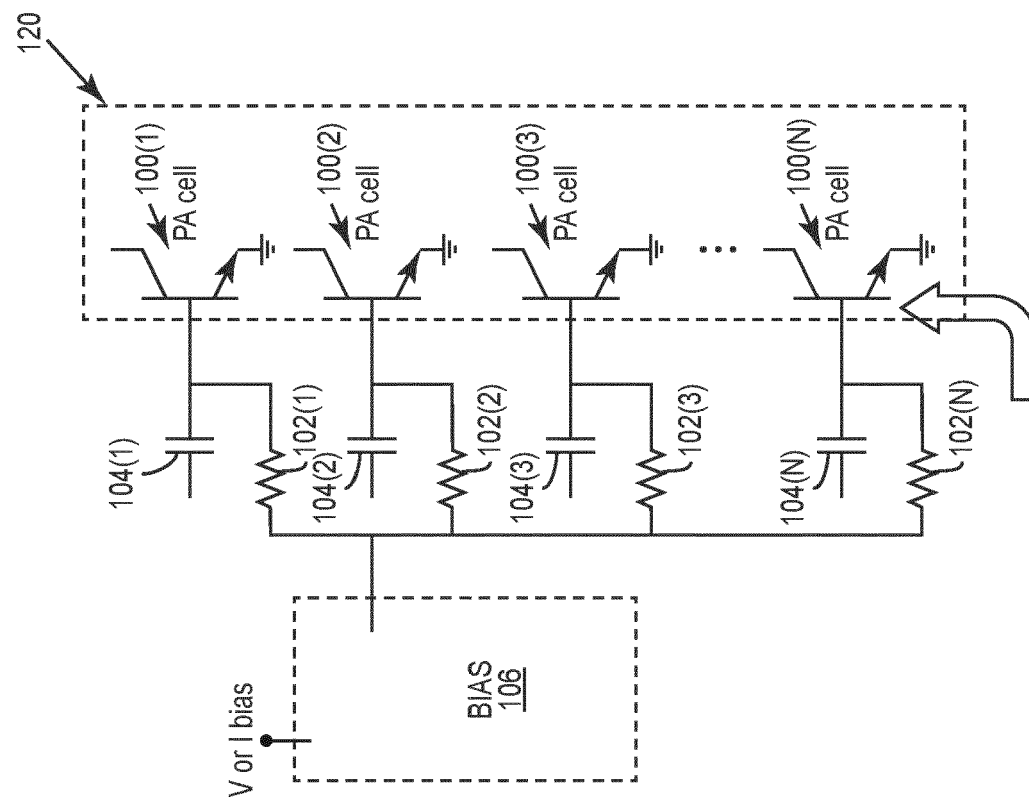 120
100(1)
PA cell
100(2)
PA cell
100(3)
PA cell
100(N)
PA cell
104(1)
102(1)
104(2)
102(2)
104(3)
102(3)
104(N)
102(N)
V or I bias
BIAS
106